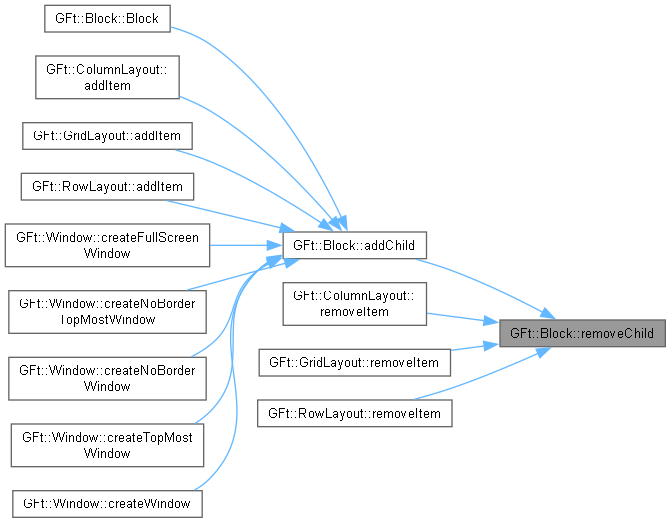 GFt::Block::Block
GFt::ColumnLayout::
addItem
GFt::GridLayout::addItem
GFt::RowLayout::addItem
GFt::Window::createFullScreen
Window
GFt::Window::createNoBorder
TopMostWindow
GFt::Window::createNoBorder
Window
GFt::Window::createTopMost
Window
GFt::Window::createWindow
GFt::Block::addChild
GFt::ColumnLayout::
removeItem
GFt::GridLayout::removeItem
GFt::RowLayout::removeItem
GFt::Block::removeChild